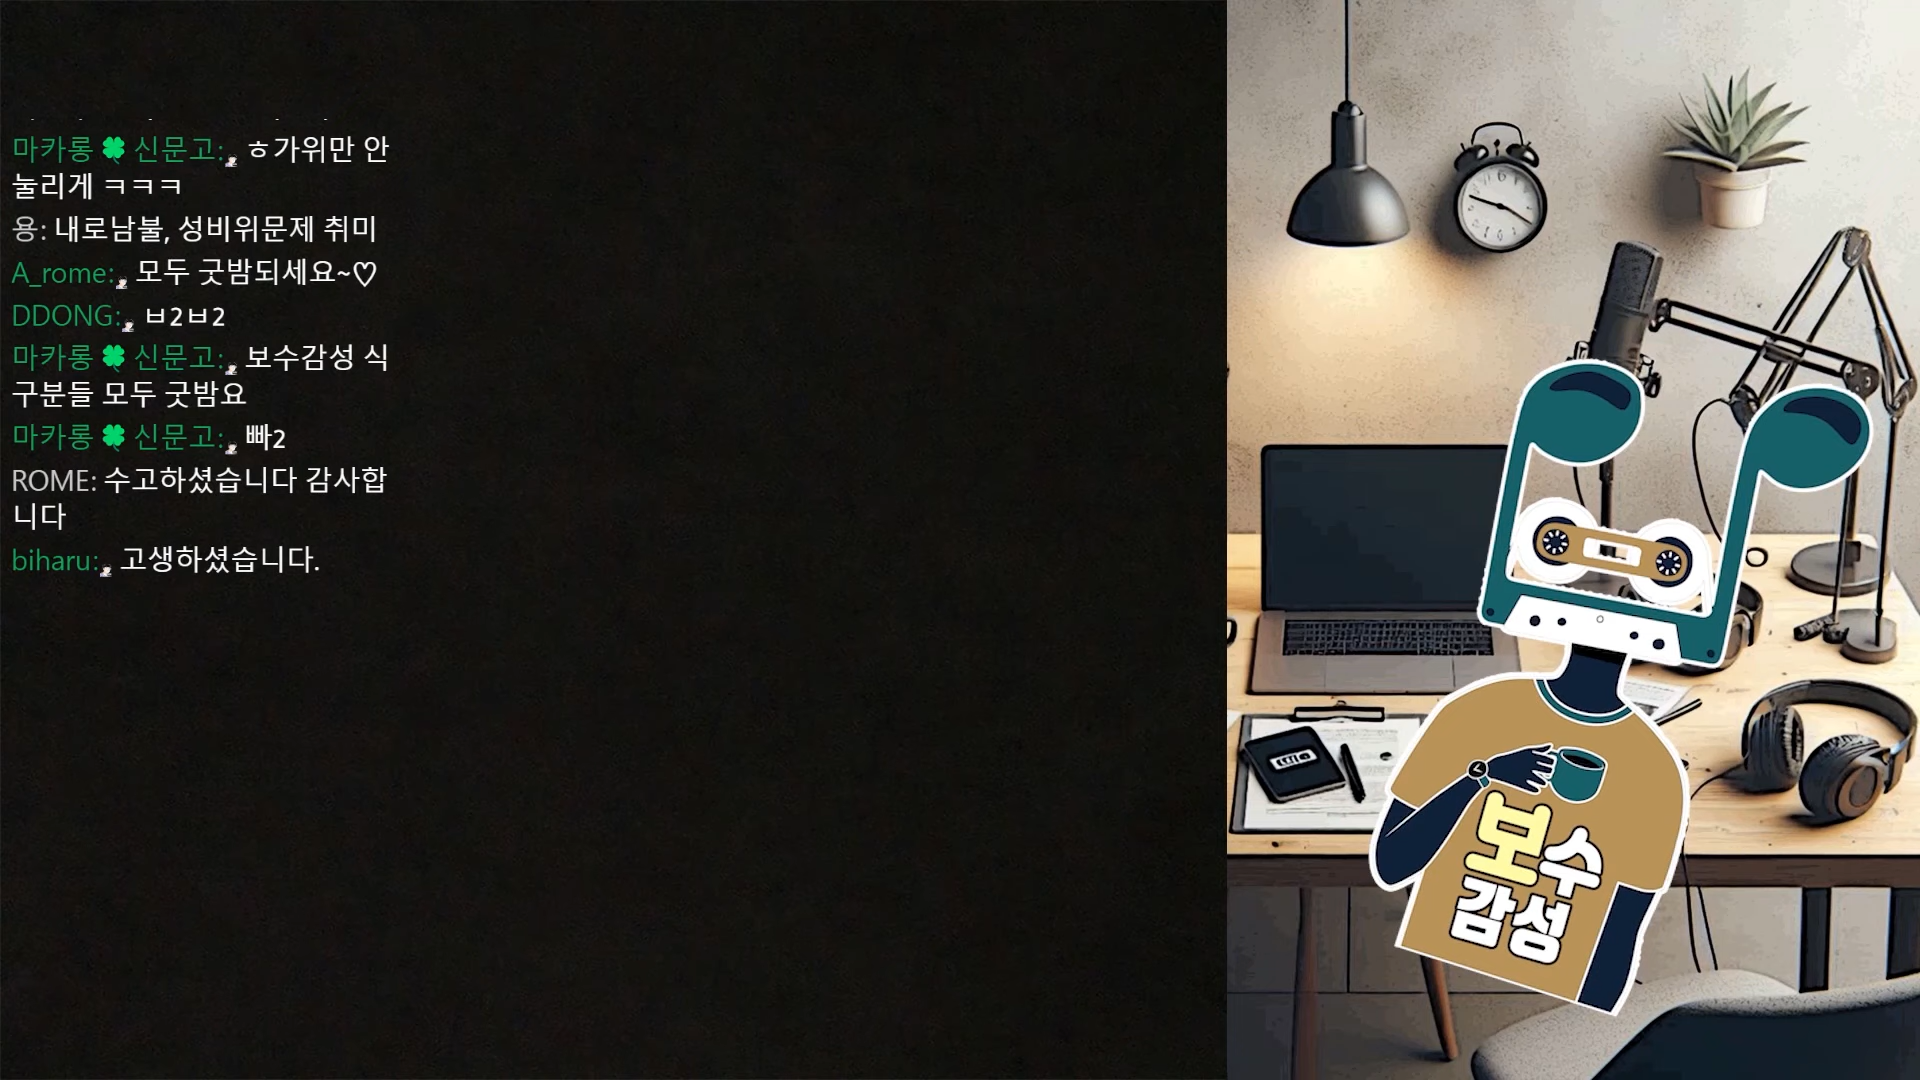 마카롱 🍀 신문고: ㅎ가위만 안
눌리게 ㅋㅋㅋ
용: 내로남불, 성비위문제 취미
A_rome: 모두 굿밤되세요~♡
DDONG: ㅂ2ㅂ2
마카롱 🍀 신문고: 보수감성 식
구분들 모두 굿밤요
마카롱 🍀 신문고: 빠2
ROME: 수고하셨습니다 감사합
니다
biharu: 고생하셨습니다.
보수
감성